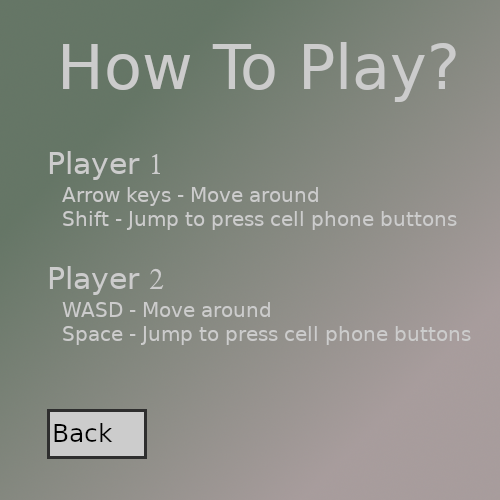 How To Play?
Player 1
Arrow keys - Move around
Shift - Jump to press cell phone buttons
Player 2
WASD - Move around
Space - Jump to press cell phone buttons
Back